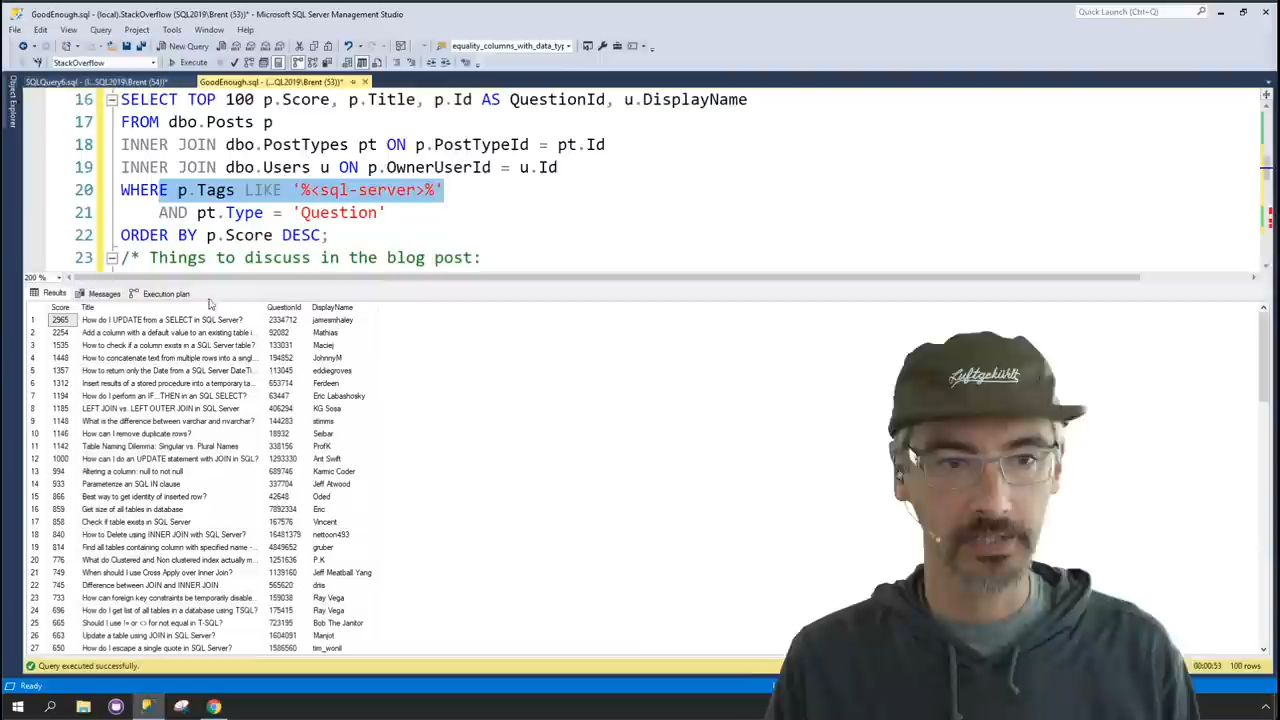 GoodEnough.sql - (local).StackOverflow (SQL2019\Brent (53))* - Microsoft SQL Server Management Studio
Quick Launch (Ctrl+Q)
File Edit View Query Project Tools Window Help
New Query
equality_columns_with_data_typ
StackOverflow
Execute
Object Explorer
SQLQuery6.sql - (l...SQL2019\Brent (54))*
GoodEnough.sql - (...QL2019\Brent (53))*
16 SELECT TOP 100 p.Score, p.Title, p.Id AS QuestionId, u.DisplayName
17 FROM dbo.Posts p
18 INNER JOIN dbo.PostTypes pt ON p.PostTypeId = pt.Id
19 INNER JOIN dbo.Users u ON p.OwnerUserId = u.Id
20 WHERE p.Tags LIKE '%<sql-server>%'
21 AND pt.Type = 'Question'
22 ORDER BY p.Score DESC;
23 /* Things to discuss in the blog post:
200 %
Results Messages Execution plan
Score Title QuestionId DisplayName
1 2965 How do I UPDATE from a SELECT in SQL Server? 2334712 jamesmhaley
2 2254 Add a column with a default value to an existing table i... 92082 Mathias
3 1535 How to check if a column exists in a SQL Server table? 133031 Maciej
4 1448 How to concatenate text from multiple rows into a singl... 194852 JohnnyM
5 1357 How to return only the Date from a SQL Server DateTi... 113045 eddiegroves
6 1312 Insert results of a stored procedure into a temporary ta... 653714 Ferdeen
7 1194 How do I perform an IF...THEN in an SQL SELECT? 63447 Eric Labashosky
8 1185 LEFT JOIN vs. LEFT OUTER JOIN in SQL Server 406294 KG Sosa
9 1148 What is the difference between varchar and nvarchar? 144283 stimms
10 1146 How can I remove duplicate rows? 18932 Seibar
11 1142 Table Naming Dilemma: Singular vs. Plural Names 338156 ProfK
12 1000 How can I do an UPDATE statement with JOIN in SQL? 1293330 Ant Swift
13 994 Altering a column: null to not null 689746 Karmic Coder
14 933 Parameterize an SQL IN clause 337704 Jeff Atwood
15 866 Best way to get identity of inserted row? 42648 Oded
16 859 Get size of all tables in database 7892334 Eric
17 858 Check if table exists in SQL Server 167576 Vincent
18 840 How to Delete using INNER JOIN with SQL Server? 16481379 nettoon493
19 814 Find all tables containing column with specified name -... 4849652 gruber
20 776 What do Clustered and Non clustered index actually m... 1251636 P.K
21 749 When should I use Cross Apply over Inner Join? 1139160 Jeff Meatball Yang
22 745 Difference between JOIN and INNER JOIN 565620 driis
23 733 How can foreign key constraints be temporarily disable... 159038 Ray Vega
24 696 How do I get list of all tables in a database using TSQL? 175415 Ray Vega
25 665 Should I use != or <> for not equal in T-SQL? 723195 Bob The Janitor
26 663 Update a table using JOIN in SQL Server? 1604091 Manjot
27 650 How do I escape a single quote in SQL Server? 1586560 tim_wonil
Luftgekühlt
Query executed successfully.
00:00:53 100 rows
Ready